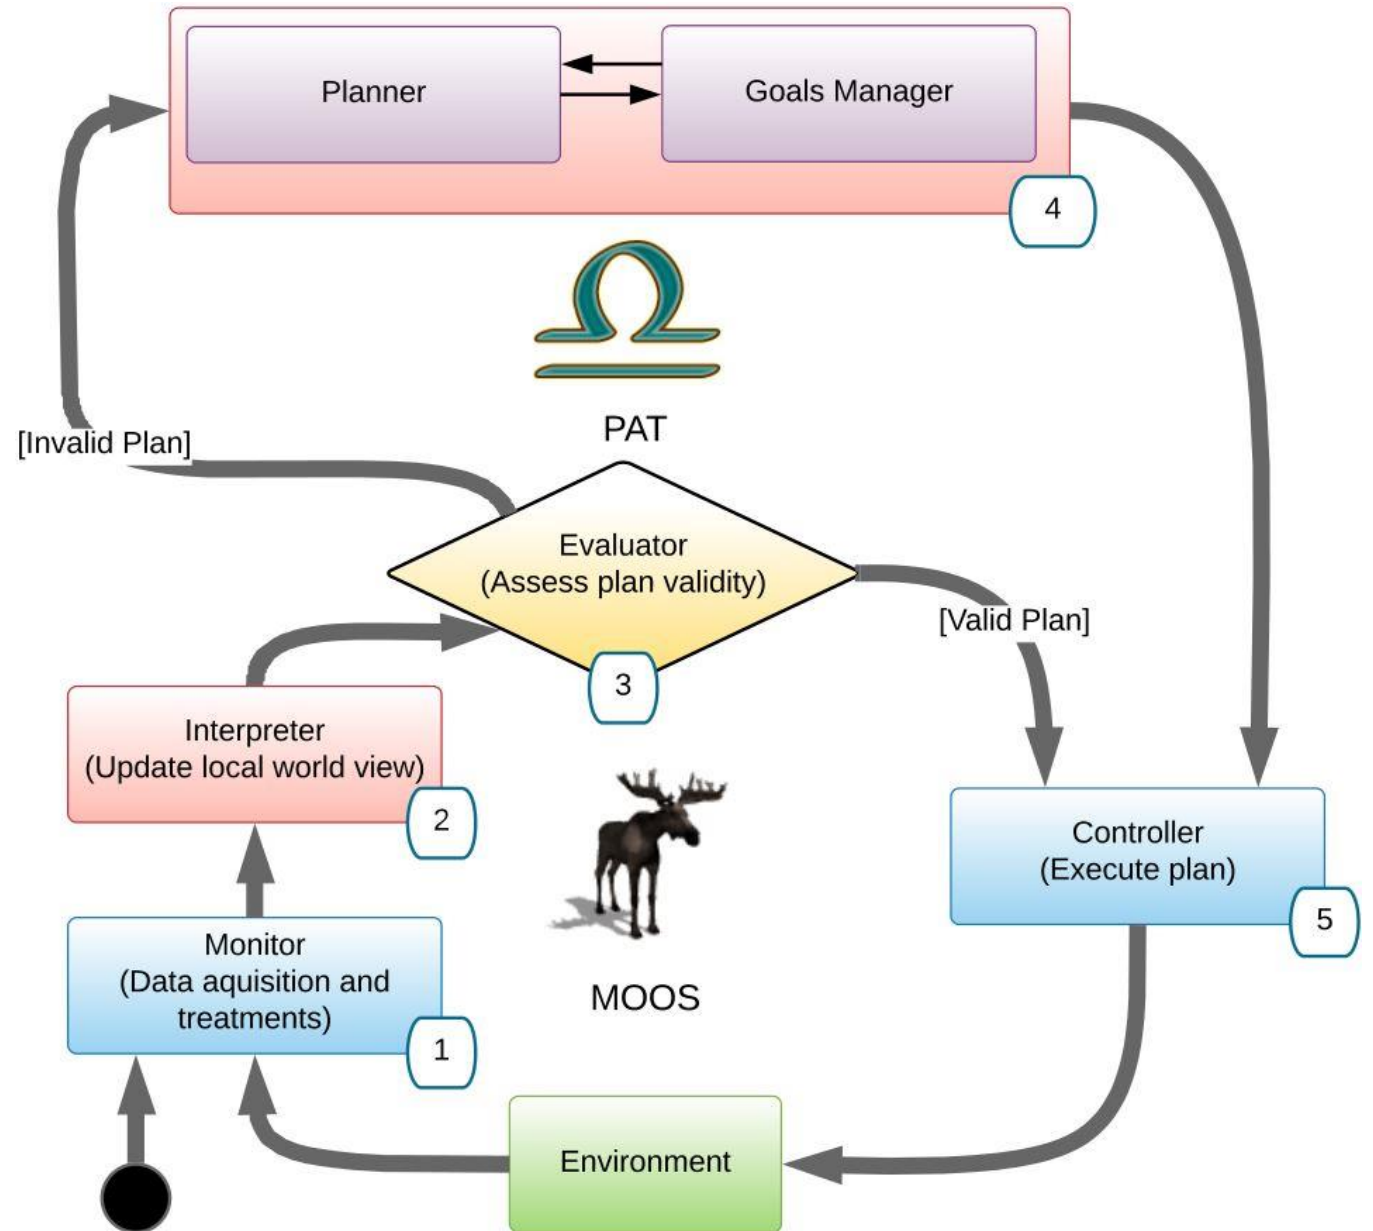 Planner
Goals Manager
4
PAT
[Invalid Plan]
Evaluator
(Assess plan validity)
[Valid Plan]
3
Interpreter
(Update local world view)
2
Controller
(Execute plan)
5
Monitor
(Data aquisition and
treatments)
1
MOOS
Environment